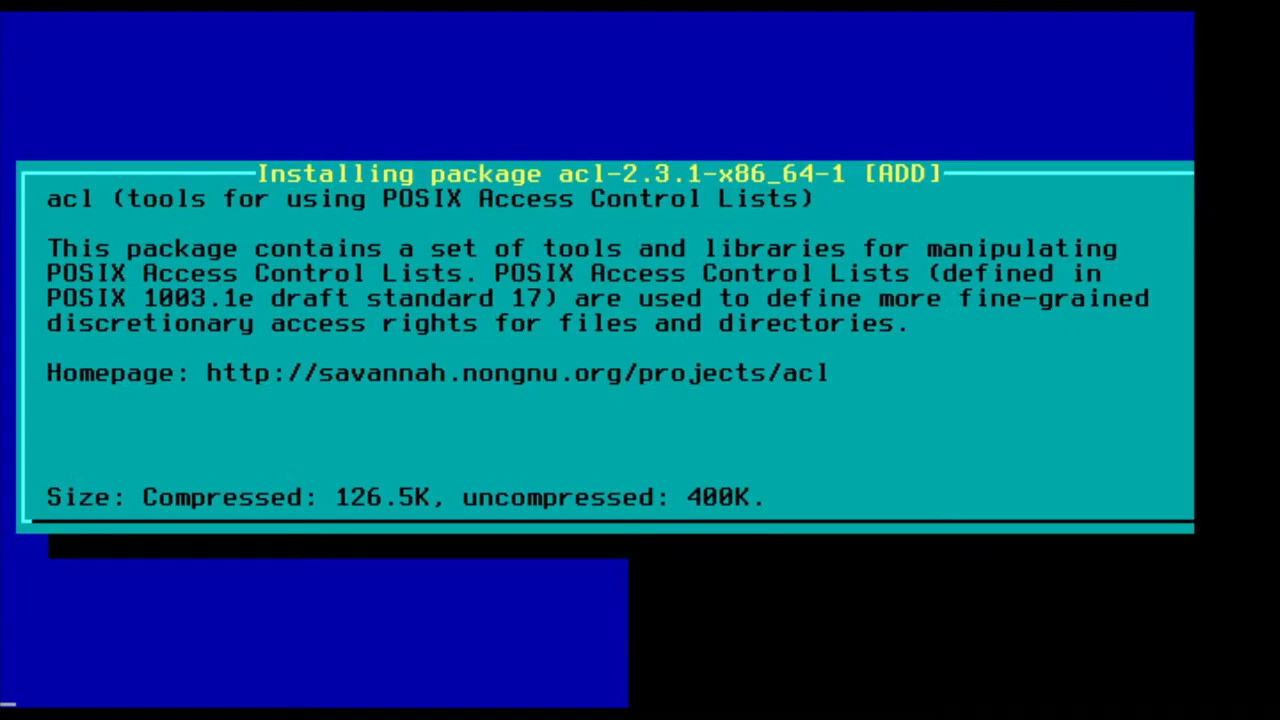 Installing package acl-2.3.1-x86_64-1 [ADD]
acl (tools for using POSIX Access Control Lists)
This package contains a set of tools and libraries for manipulating
POSIX Access Control Lists. POSIX Access Control Lists (defined in
POSIX 1003.1e draft standard 17) are used to define more fine-grained
discretionary access rights for files and directories.
Homepage: http://savannah.nongnu.org/projects/acl
Size: Compressed: 126.5K, uncompressed: 400K.